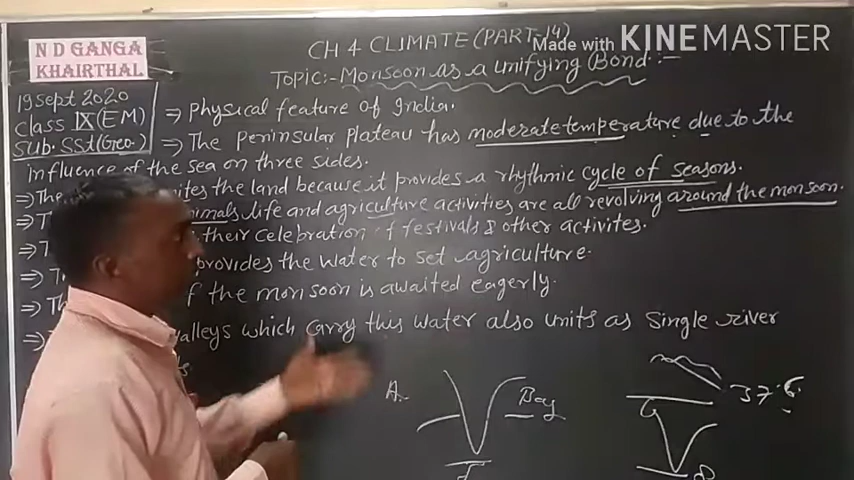 CH 4 CLIMATE (PART-14)
Made with KINEMASTER
N D GANGA
KHAIRTHAL
Topic:- Monsoon as a unifying Bond :-
19 Sept 2020
Class IX (EM)
Sub. SSt (Geo.)
⇒ Physical feature of India.
⇒ The Peninsular Plateau has moderate temperature due to the
influence of the sea on three sides.
⇒ The ites the land because it provides a rhythmic cycle of seasons.
⇒ T nimals life and agriculture activities are all revolving around the monsoon.
⇒ T their celebration of festivals & other activites.
⇒ T provides the water to set agriculture.
⇒ Th f the monsoon is awaited eagerly.
⇒ valleys which carry this water also units as single river
A. Bay
37°6